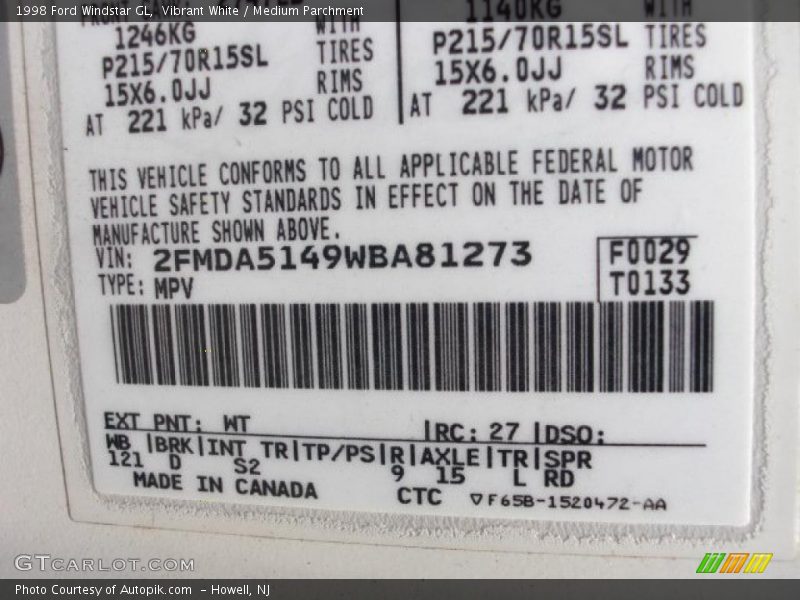 1998 Ford Windstar GL, Vibrant White / Medium Parchment
1140KG WITH
1246KG WITH
P215/70R15SL TIRES
15X6.0JJ RIMS
AT 221 kPa/ 32 PSI COLD
P215/70R15SL TIRES
15X6.0JJ RIMS
AT 221 kPa/ 32 PSI COLD
THIS VEHICLE CONFORMS TO ALL APPLICABLE FEDERAL MOTOR
VEHICLE SAFETY STANDARDS IN EFFECT ON THE DATE OF
MANUFACTURE SHOWN ABOVE.
VIN: 2FMDA5149WBA81273
F0029
TYPE: MPV
T0133
EXT PNT: WT
RC: 27 DSO:
WB BRK INT TR TP/PS R AXLE TR SPR
121 D S2 9 15 L RD
MADE IN CANADA
CTC ▽F65B-1520472-AA
GTCARLOT.COM
Photo Courtesy of Autopik.com - Howell, NJ